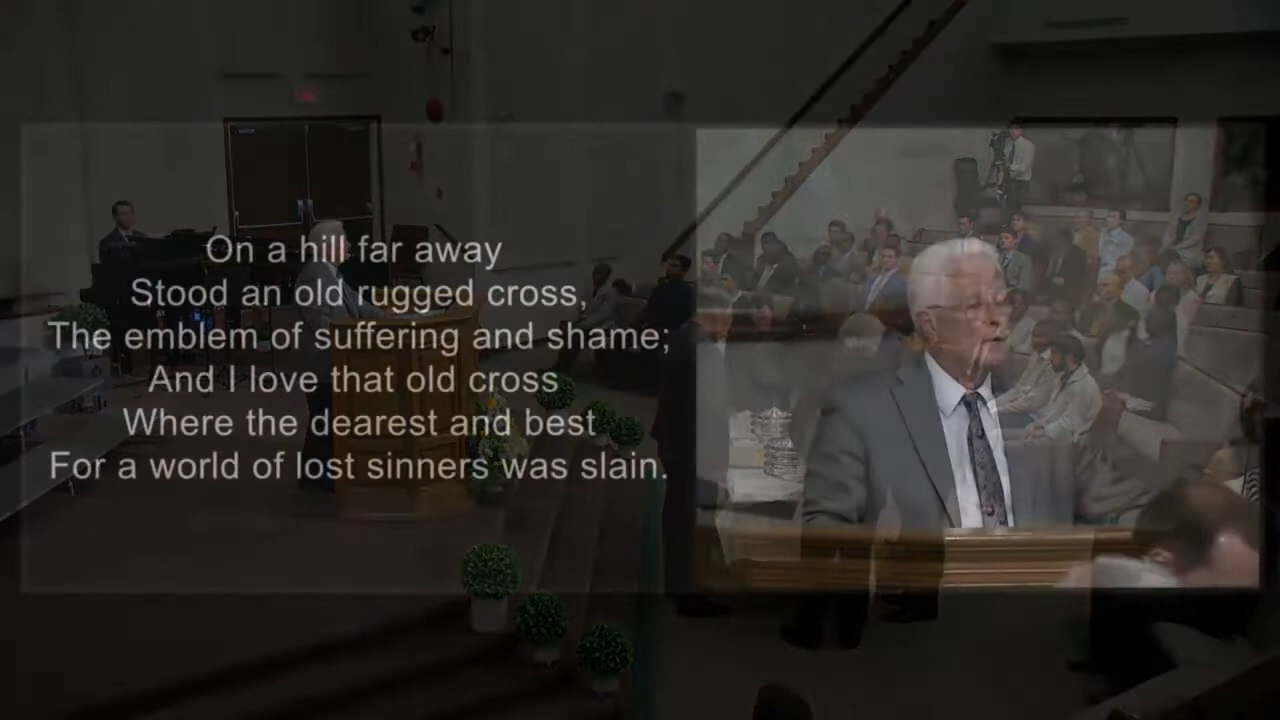 On a hill far away
Stood an old rugged cross,
The emblem of suffering and shame;
And I love that old cross
Where the dearest and best
For a world of lost sinners was slain.